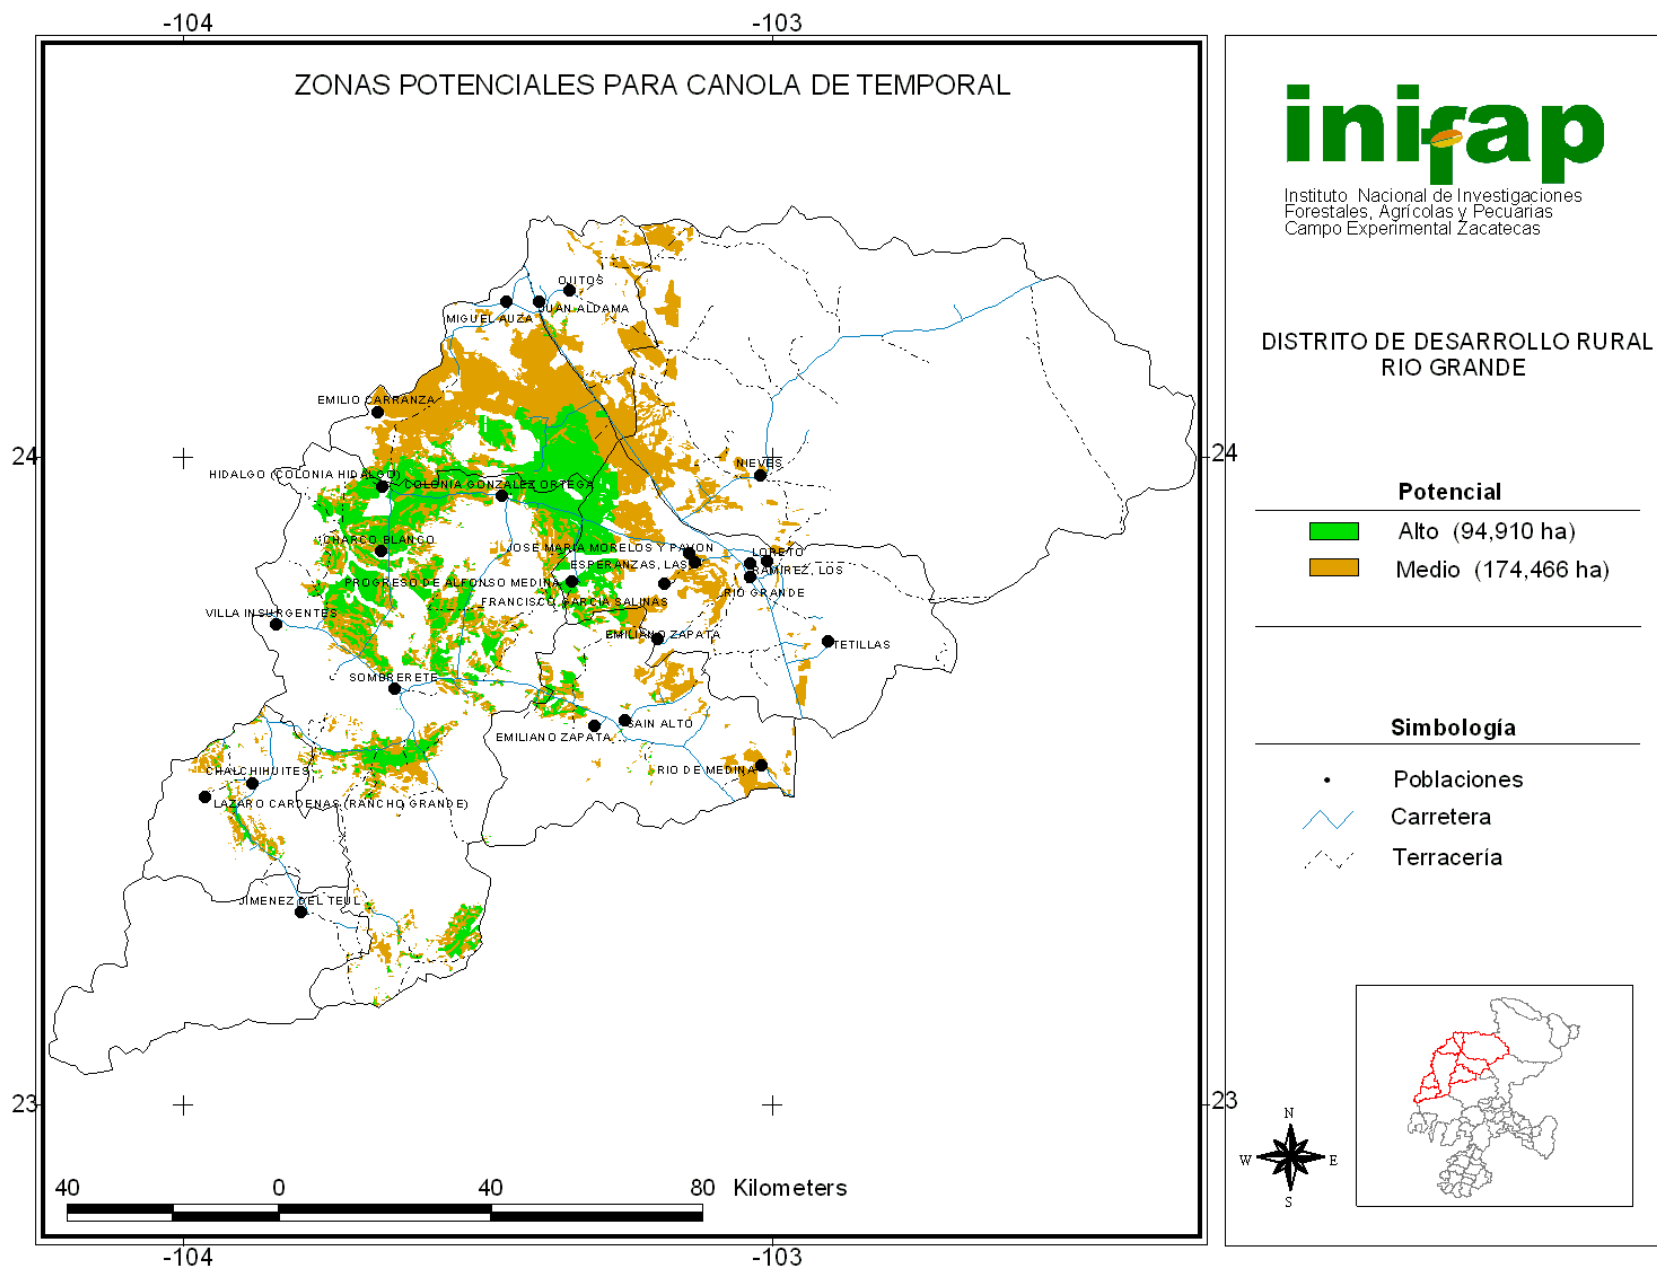 -104
-103
ZONAS POTENCIALES PARA CANOLA DE TEMPORAL
OJITOS
JUAN ALDAMA
MIGUEL AUZA
EMILIO CARRANZA
24
24
NIEVES
HIDALGO (COLONIA HIDALGO)
COLONIA GONZALEZ ORTEGA
CHARCO BLANCO
JOSE MARIA MORELOS Y PAVON
LORETO
ESPERANZAS, LAS
RAMIREZ, LOS
PROGRESO DE ALFONSO MEDINA
RIO GRANDE
FRANCISCO GARCIA SALINAS
VILLA INSURGENTES
EMILIANO ZAPATA
TETILLAS
SOMBRERETE
SAIN ALTO
EMILIANO ZAPATA
RIO DE MEDINA
CHALCHIHUITES
LAZARO CARDENAS (RANCHO GRANDE)
JIMENEZ DEL TEUL
23
23
40 0 40 80 Kilometers
-104
-103
inifap
Instituto Nacional de Investigaciones
Forestales, Agrícolas y Pecuarias
Campo Experimental Zacatecas
DISTRITO DE DESARROLLO RURAL
RIO GRANDE
Potencial
Alto (94,910 ha)
Medio (174,466 ha)
Simbología
Poblaciones
Carretera
Terracería
N
W E
S